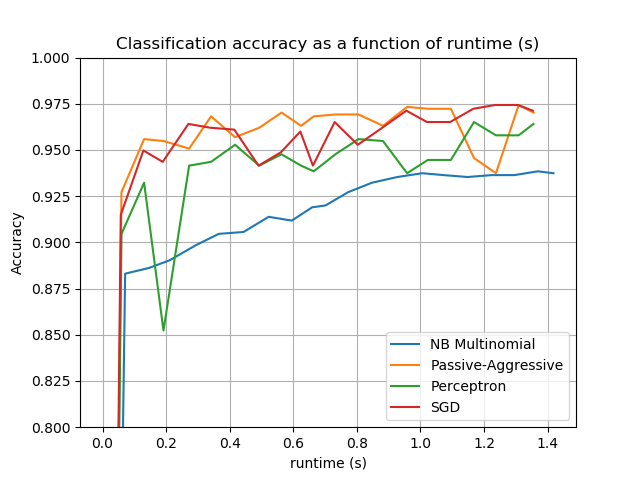 Classification accuracy as a function of runtime (s)
1.000
0.975
0.950
0.925
0.900
0.875
0.850
0.825
0.800
Accuracy
NB Multinomial
Passive-Aggressive
Perceptron
SGD
0.0 0.2 0.4 0.6 0.8 1.0 1.2 1.4
runtime (s)